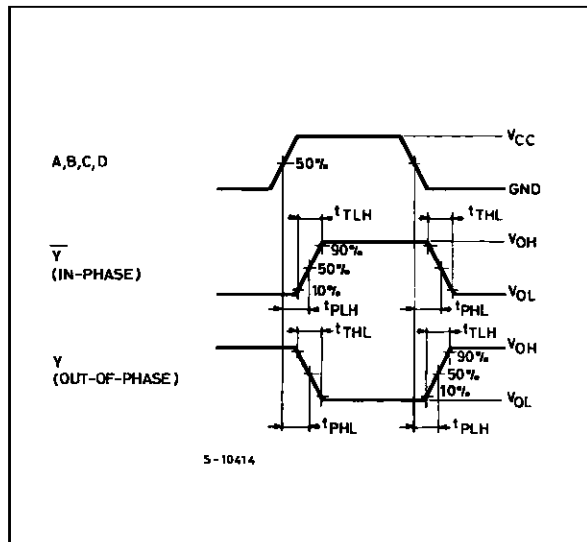 VCC
A,B,C,D
50%
GND
tTLH
tTHL
Y
(IN-PHASE)
90%
50%
10%
VOH
VOL
tPLH
tPHL
tTHL
tTLH
Y
(OUT-OF-PHASE)
VOH
90%
50%
10%
VOL
tPHL
tPLH
S-10414